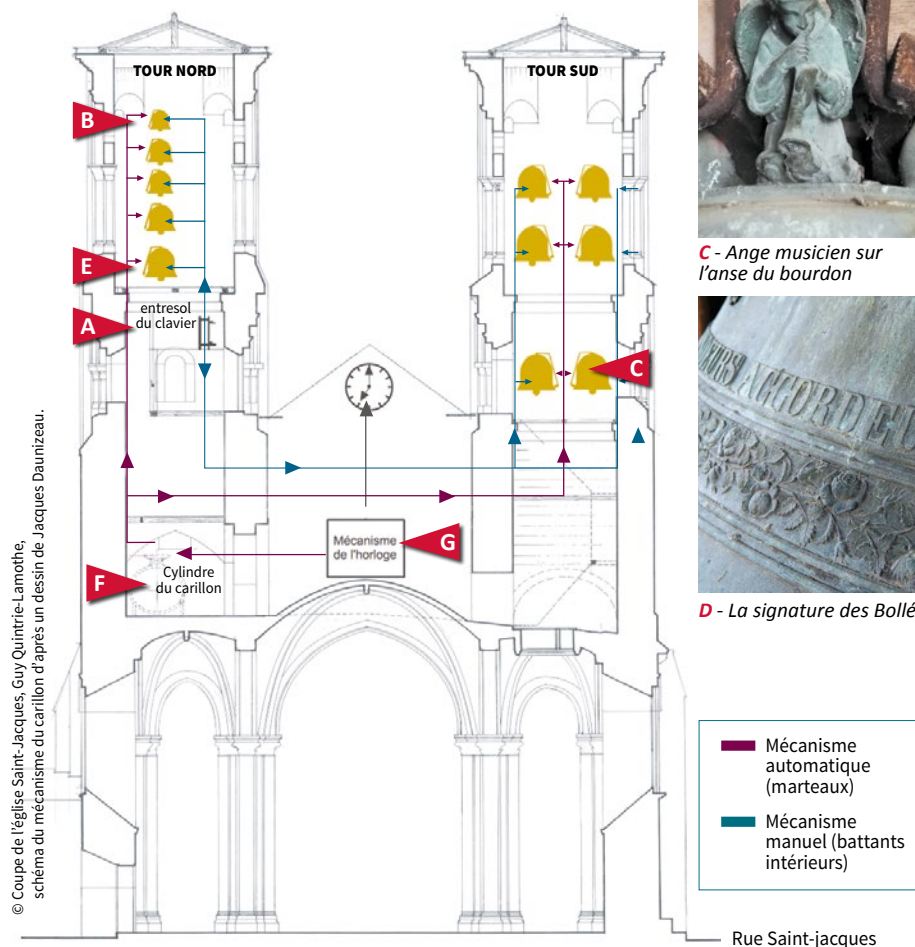 TOUR NORD
TOUR SUD
B
E
A
entresol
du clavier
C
G
Mécanisme
de l'horloge
F
Cylindre
du carillon
© Coupe de l'église Saint-Jacques, Guy Quintrie-Lamothe,
schéma du mécanisme du carillon d'après un dessin de Jacques Daunizeau.
C - Ange musicien sur
l'anse du bourdon
EURS ACCORDEU
D - La signature des Bollé
Mécanisme
automatique
(marteaux)
Mécanisme
manuel (battants
intérieurs)
Rue Saint-jacques